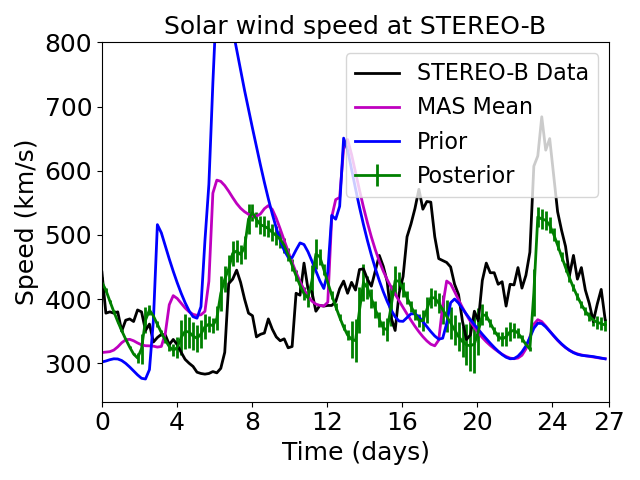 Solar wind speed at STEREO-B
800
700
600
500
400
300
Speed (km/s)
STEREO-B Data
MAS Mean
Prior
Posterior
0 4 8 12 16 20 24 27
Time (days)